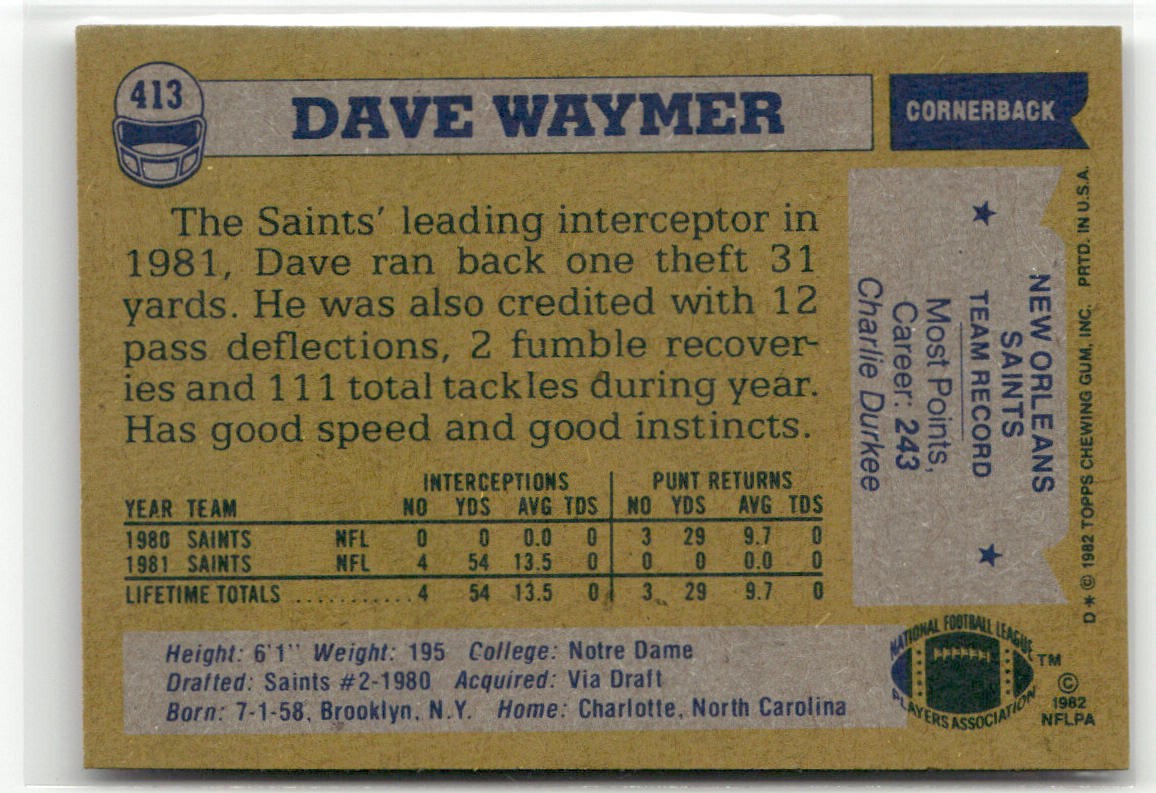 413
DAVE WAYMER
CORNERBACK
The Saints' leading interceptor in
1981, Dave ran back one theft 31
yards. He was also credited with 12
pass deflections, 2 fumble recover-
ies and 111 total tackles during year.
Has good speed and good instincts.
NEW ORLEANS
SAINTS
TEAM RECORD
Most Points,
Career: 243
Charlie Durkee
D * © 1982 TOPPS CHEWING GUM, INC. PRTD. IN U.S.A.
INTERCEPTIONS PUNT RETURNS
YEAR TEAM NO YDS AVG TDS NO YDS AVG TDS
1980 SAINTS NFL 0 0 0.0 0 3 29 9.7 0
1981 SAINTS NFL 4 54 13.5 0 0 0 0.0 0
LIFETIME TOTALS ........... 4 54 13.5 0 3 29 9.7 0
Height: 6'1" Weight: 195 College: Notre Dame
Drafted: Saints #2-1980 Acquired: Via Draft
Born: 7-1-58, Brooklyn, N.Y. Home: Charlotte, North Carolina
NATIONAL FOOTBALL LEAGUE
PLAYERS ASSOCIATION
TM
©
1982
NFLPA